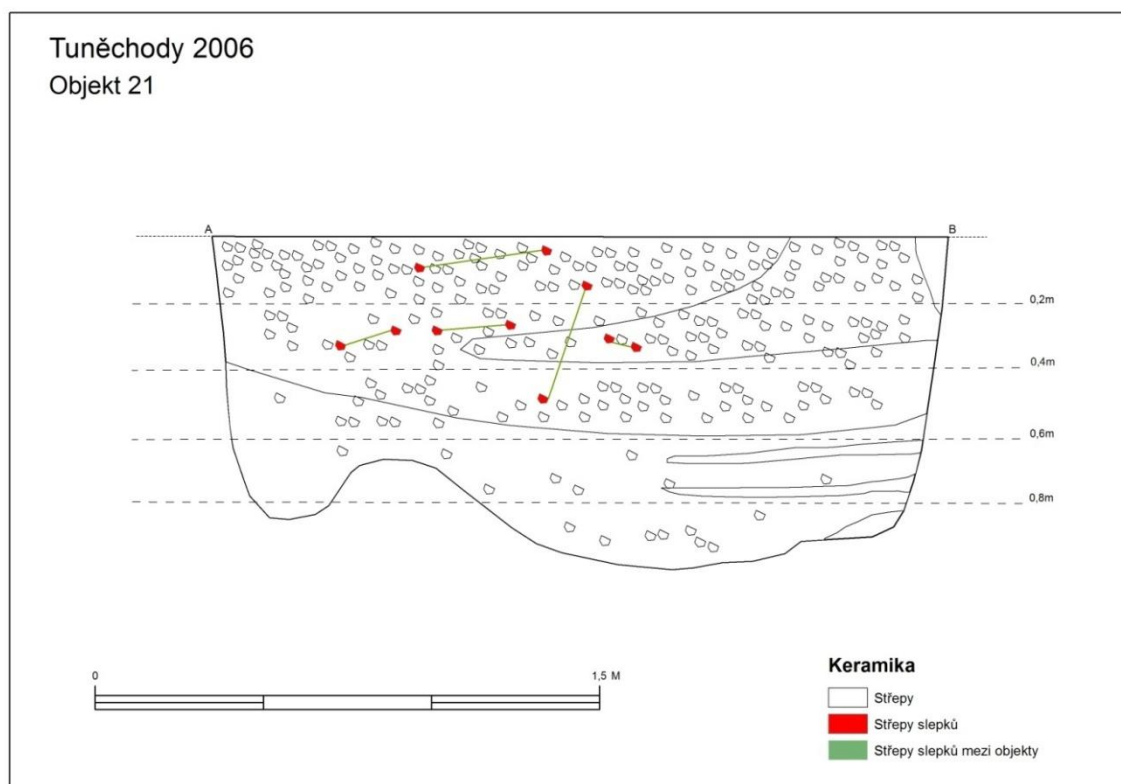 Tuněchody 2006
Objekt 21
A
B
0,2m
0,4m
0,6m
0,8m
0
1,5 M
Keramika
Střepy
Střepy slepků
Střepy slepků mezi objekty